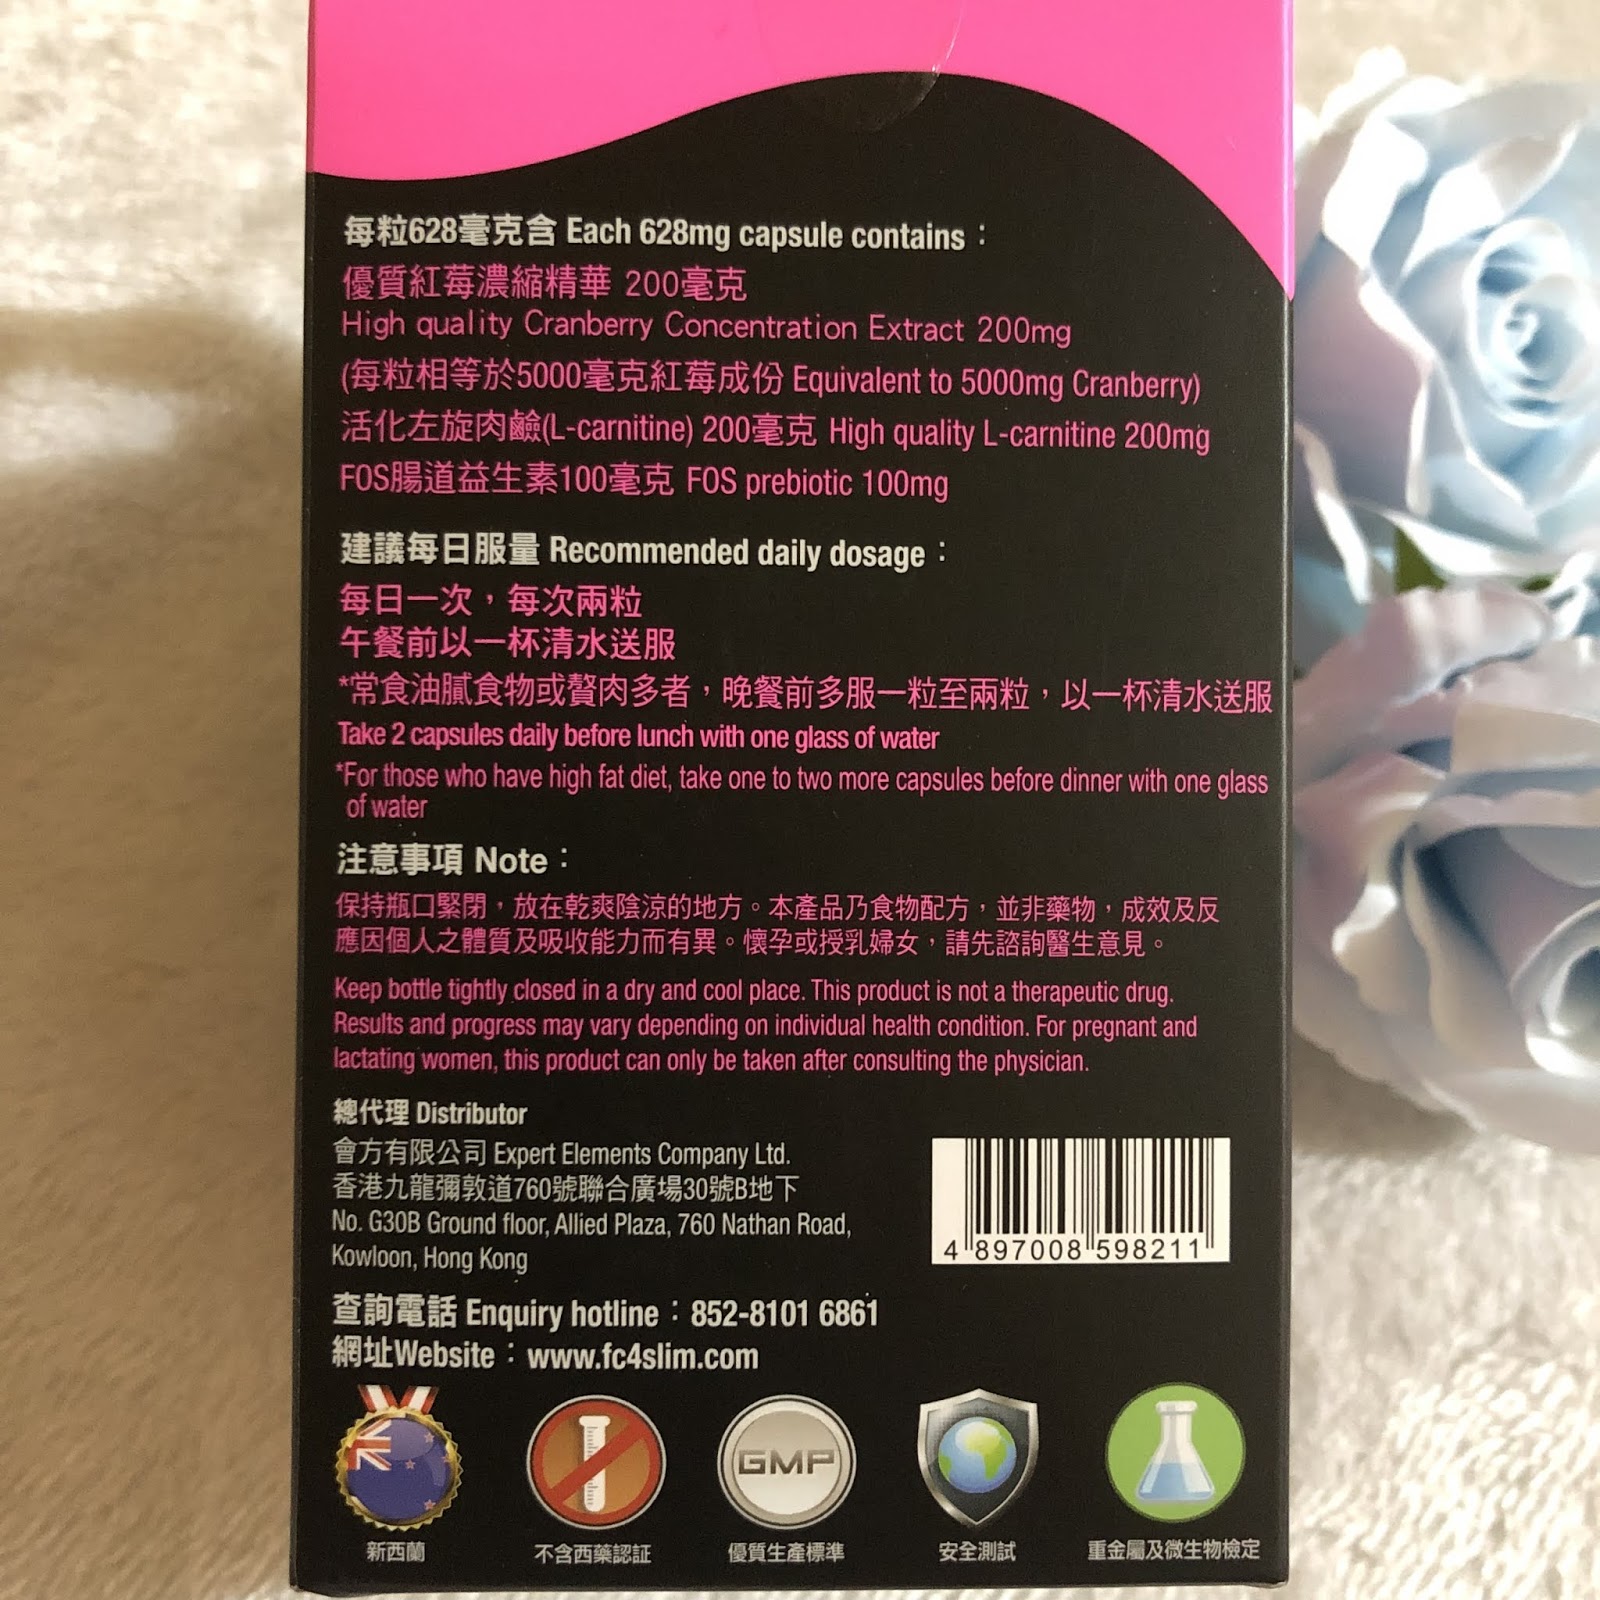 每粒628毫克含 Each 628mg capsule contains：
優質紅莓濃縮精華 200毫克
High quality Cranberry Concentration Extract 200mg
(每粒相等於5000毫克紅莓成份 Equivalent to 5000mg Cranberry)
活化左旋肉鹼(L-carnitine) 200毫克 High quality L-carnitine 200mg
FOS腸道益生素100毫克 FOS prebiotic 100mg
建議每日服量 Recommended daily dosage：
每日一次，每次兩粒
午餐前以一杯清水送服
*常食油膩食物或贅肉多者，晚餐前多服一粒至兩粒，以一杯清水送服
Take 2 capsules daily before lunch with one glass of water
*For those who have high fat diet, take one to two more capsules before dinner with one glass
of water
注意事項 Note：
保持瓶口緊閉，放在乾爽陰涼的地方。本產品乃食物配方，並非藥物，成效及反
應因個人之體質及吸收能力而有異。懷孕或授乳婦女，請先諮詢醫生意見。
Keep bottle tightly closed in a dry and cool place. This product is not a therapeutic drug.
Results and progress may vary depending on individual health condition. For pregnant and
lactating women, this product can only be taken after consulting the physician.
總代理 Distributor
會方有限公司 Expert Elements Company Ltd.
香港九龍彌敦道760號聯合廣場30號B地下
No. G30B Ground floor, Allied Plaza, 760 Nathan Road,
Kowloon, Hong Kong
4 897008 598211
查詢電話 Enquiry hotline：852-8101 6861
網址Website：www.fc4slim.com
GMP
新西蘭
不含西藥認証
優質生產標準
安全測試
重金屬及微生物檢定